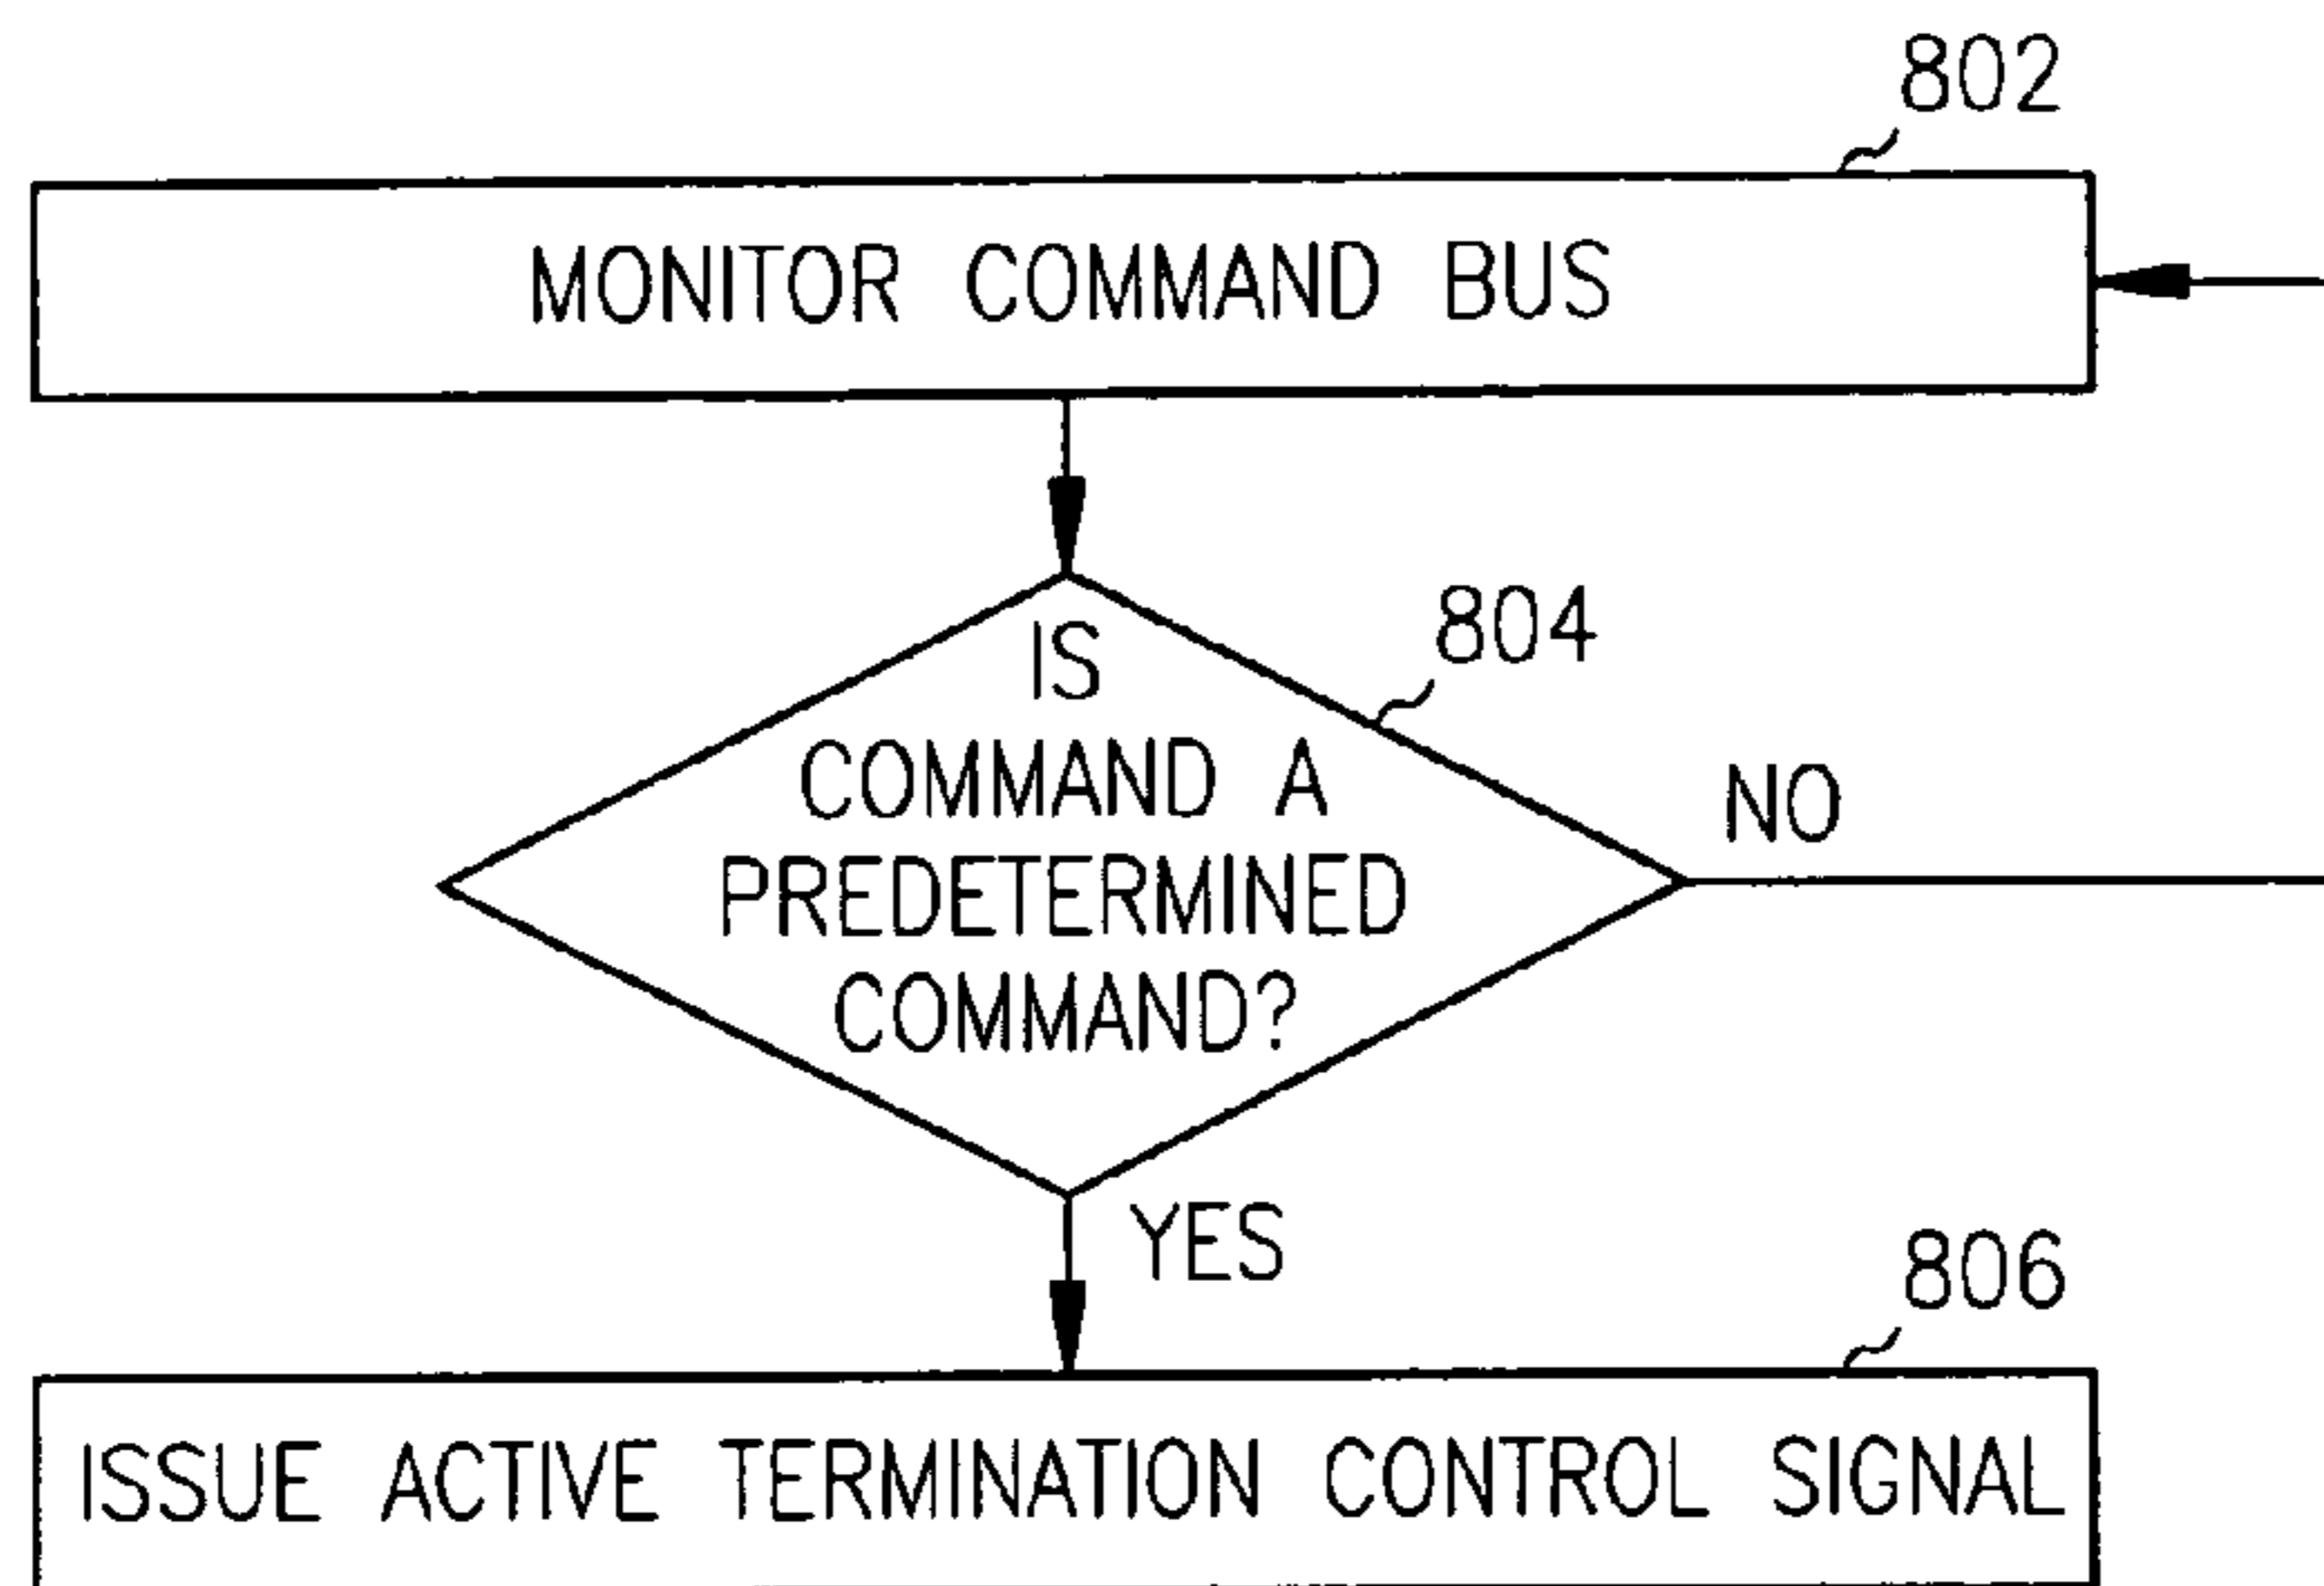 802
MONITOR COMMAND BUS
804
IS
COMMAND A
PREDETERMINED
COMMAND?
NO
YES
806
ISSUE ACTIVE TERMINATION CONTROL SIGNAL